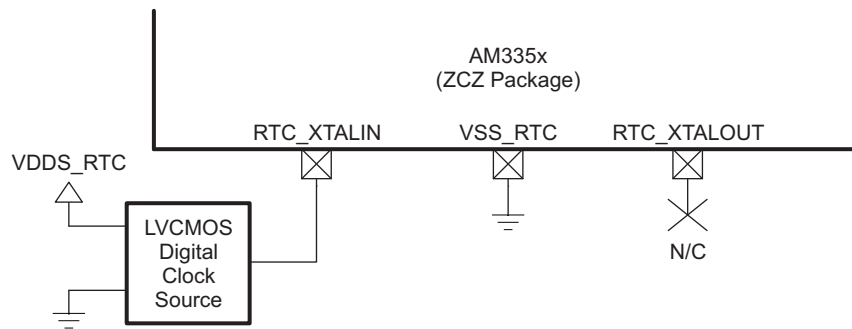 AM335x
(ZCZ Package)
RTC_XTALIN
VSS_RTC
RTC_XTALOUT
VDDS_RTC
LVCMOS
Digital
Clock
Source
N/C